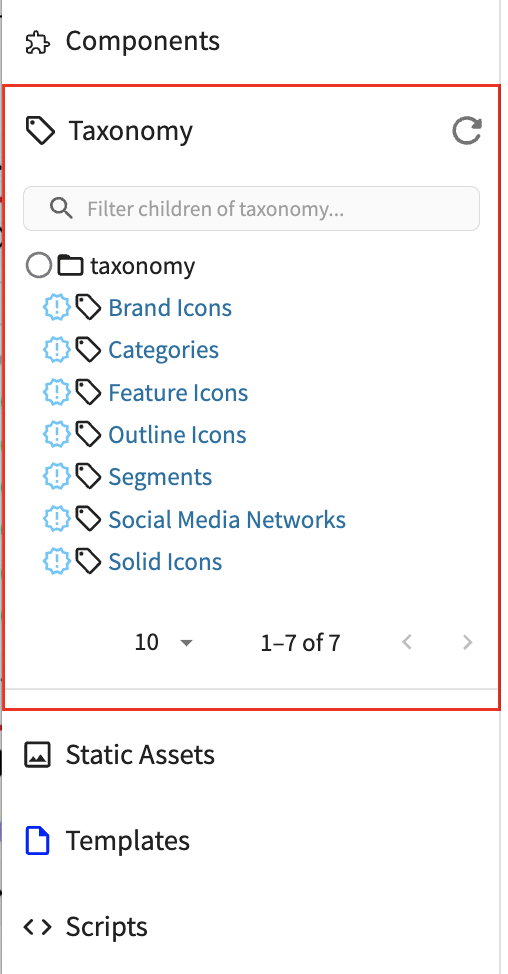 Components
Taxonomy
Filter children of taxonomy...
taxonomy
Brand Icons
Categories
Feature Icons
Outline Icons
Segments
Social Media Networks
Solid Icons
10 1–7 of 7
Static Assets
Templates
Scripts